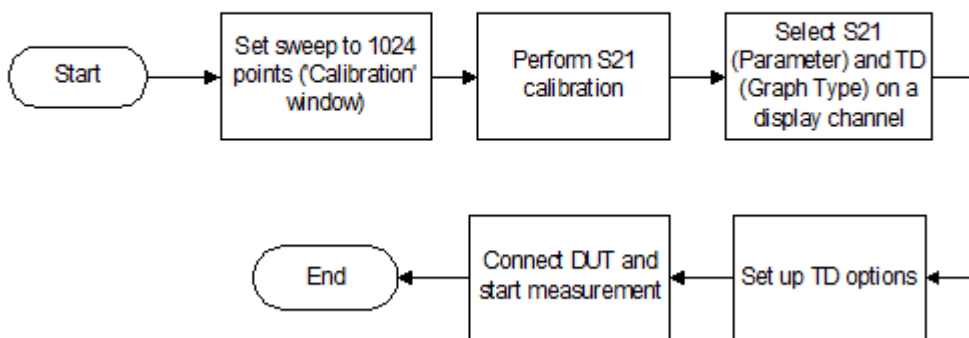 Start
Set sweep to 1024
points ('Calibration'
window)
Perform S21
calibration
Select S21
(Parameter) and TD
(Graph Type) on a
display channel
End
Connect DUT and
start measurement
Set up TD options